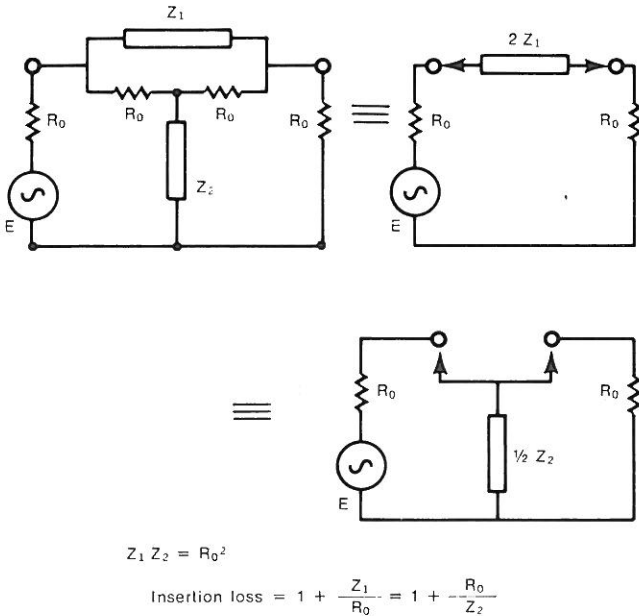 Z₁
R₀ R₀
R₀
R₀
Z₂
E
2 Z₁
R₀
R₀
E
R₀
R₀
½ Z₂
E
Z₁ Z₂ = R₀²
Insertion loss = 1 + Z₁/R₀ = 1 + R₀/Z₂